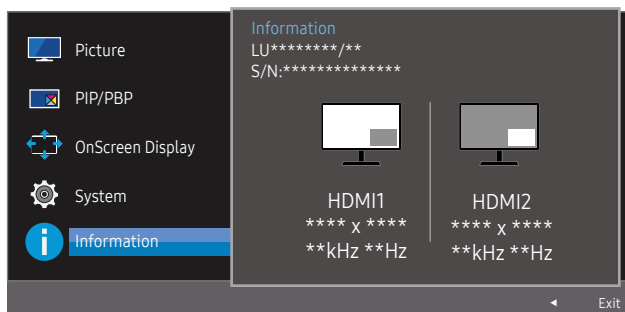 Picture
PIP/PBP
OnScreen Display
System
Information
Information
LU********/**
S/N:**************
HDMI1
**** x ****
**kHz **Hz
HDMI2
**** x ****
**kHz **Hz
Exit